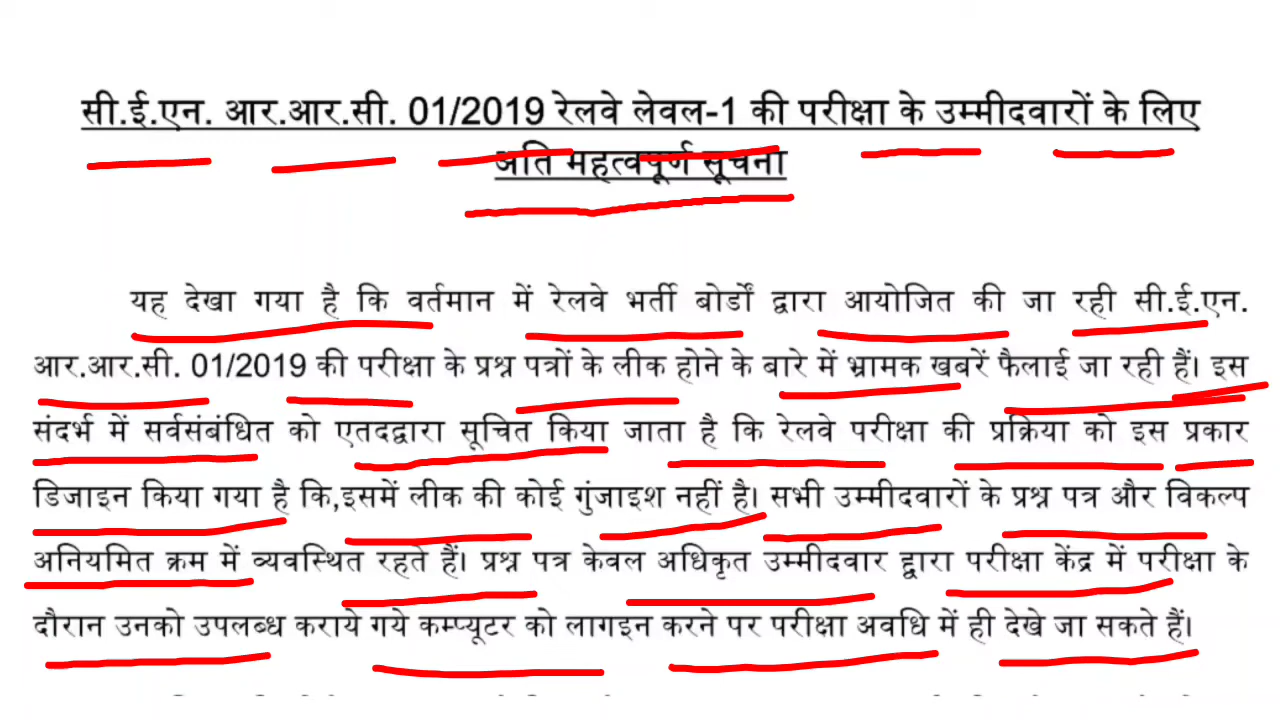 सी.ई.एन. आर.आर.सी. 01/2019 रेलवे लेवल-1 की परीक्षा के उम्मीदवारों के लिए
अति महत्वपूर्ण सूचना
यह देखा गया है कि वर्तमान में रेलवे भर्ती बोर्डों द्वारा आयोजित की जा रही सी.ई.एन.
आर.आर.सी. 01/2019 की परीक्षा के प्रश्न पत्रों के लीक होने के बारे में भ्रामक खबरें फैलाई जा रही हैं। इस
संदर्भ में सर्वसंबंधित को एतदद्वारा सूचित किया जाता है कि रेलवे परीक्षा की प्रक्रिया को इस प्रकार
डिजाइन किया गया है कि,इसमें लीक की कोई गुंजाइश नहीं है। सभी उम्मीदवारों के प्रश्न पत्र और विकल्प
अनियमित क्रम में व्यवस्थित रहते हैं। प्रश्न पत्र केवल अधिकृत उम्मीदवार द्वारा परीक्षा केंद्र में परीक्षा के
दौरान उनको उपलब्ध कराये गये कम्प्यूटर को लागइन करने पर परीक्षा अवधि में ही देखे जा सकते हैं।